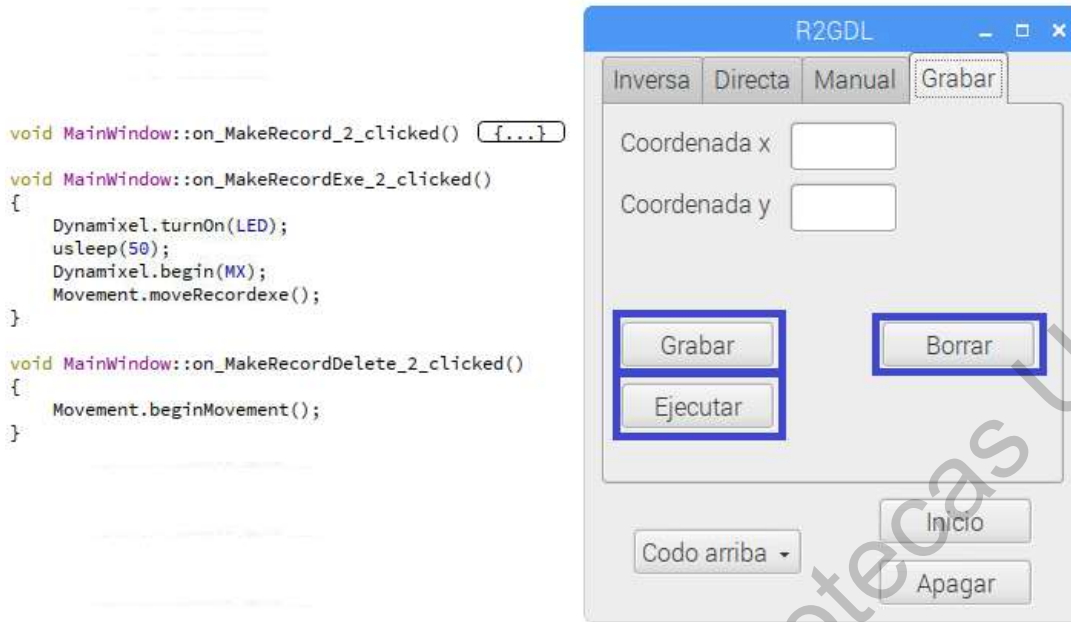 void MainWindow::on_MakeRecord_2_clicked() {...}
void MainWindow::on_MakeRecordExe_2_clicked()
{
    Dynamixel.turnOn(LED);
    usleep(50);
    Dynamixel.begin(MX);
    Movement.moveRecordexe();
}
void MainWindow::on_MakeRecordDelete_2_clicked()
{
    Movement.beginMovement();
}
R2GDL
Inversa Directa Manual Grabar
Coordenada x
Coordenada y
Grabar Borrar
Ejecutar
Inicio
Codo arriba
Apagar